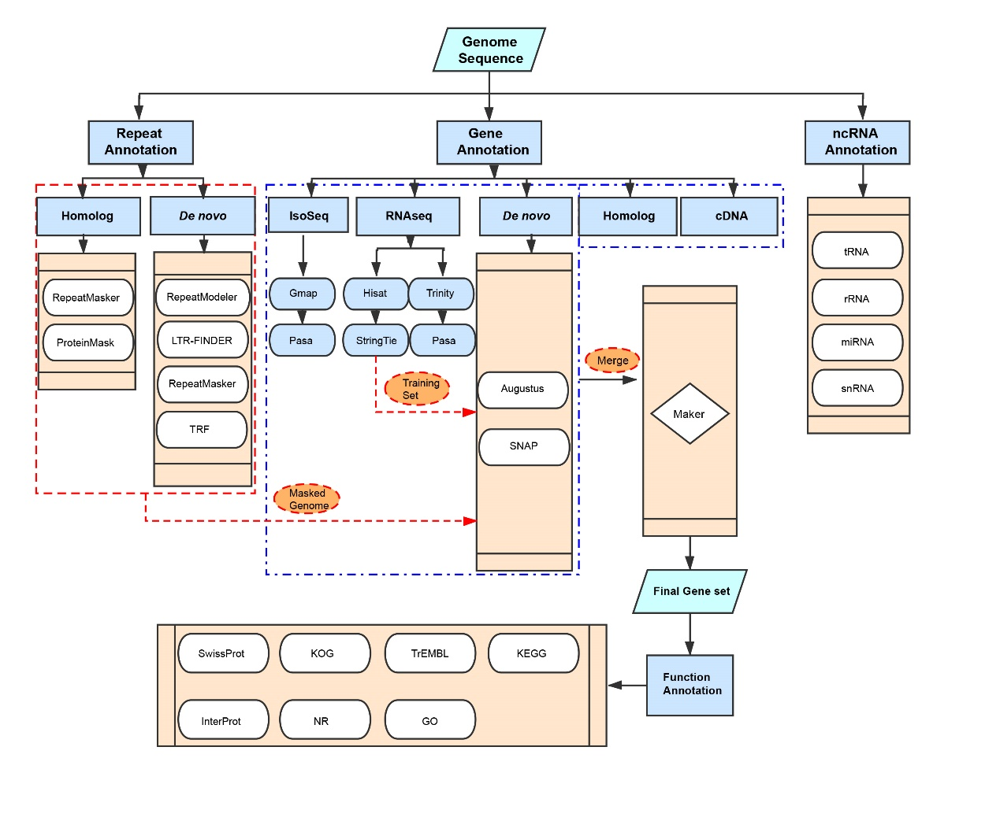 Genome
Sequence
Repeat
Annotation
Gene
Annotation
ncRNA
Annotation
Homolog
De novo
IsoSeq
RNAseq
De novo
Homolog
cDNA
RepeatMasker
ProteinMask
RepeatModeler
LTR-FINDER
RepeatMasker
TRF
Gmap
Pasa
Hisat
StringTie
Trinity
Pasa
Training
Set
Masked
Genome
Augustus
SNAP
Merge
Maker
tRNA
rRNA
miRNA
snRNA
Final Gene set
Function
Annotation
SwissProt
KOG
TrEMBL
KEGG
InterProt
NR
GO